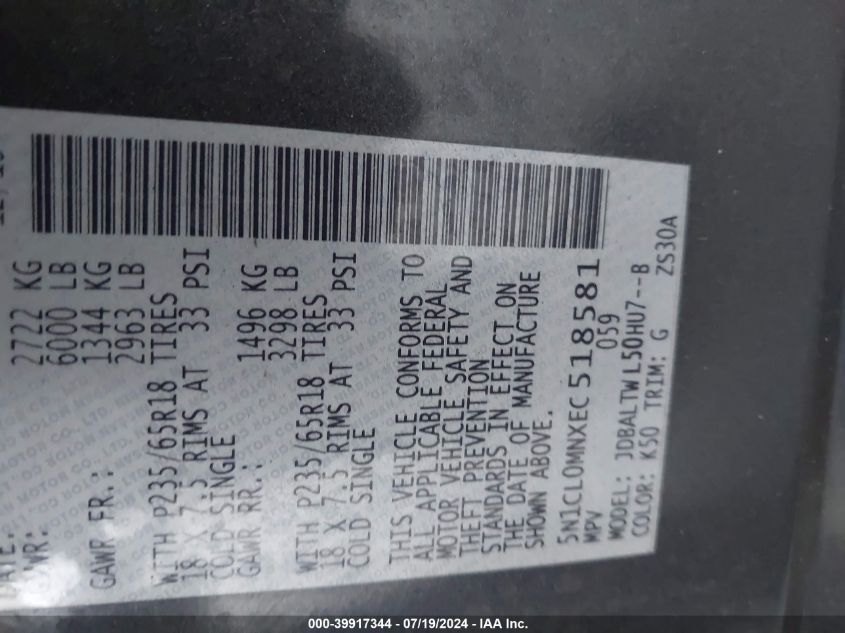 DATE:
GVWR: 2722 KG
6000 LB
GAWR FR.: 1344 KG
2963 LB
WITH P235/65R18 TIRES
18 X 7.5 RIMS AT 33 PSI
COLD SINGLE
GAWR RR.: 1496 KG
3298 LB
WITH P235/65R18 TIRES
18 X 7.5 RIMS AT 33 PSI
COLD SINGLE
THIS VEHICLE CONFORMS TO
ALL APPLICABLE FEDERAL
MOTOR VEHICLE SAFETY AND
THEFT PREVENTION
STANDARDS IN EFFECT ON
THE DATE OF MANUFACTURE
SHOWN ABOVE.
5N1CL0MNXEC518581
MPV 059
MODEL: JDBALTWL50HU7--B
COLOR: K50 TRIM: G ZS30A
000-39917344 - 07/19/2024 - IAA Inc.